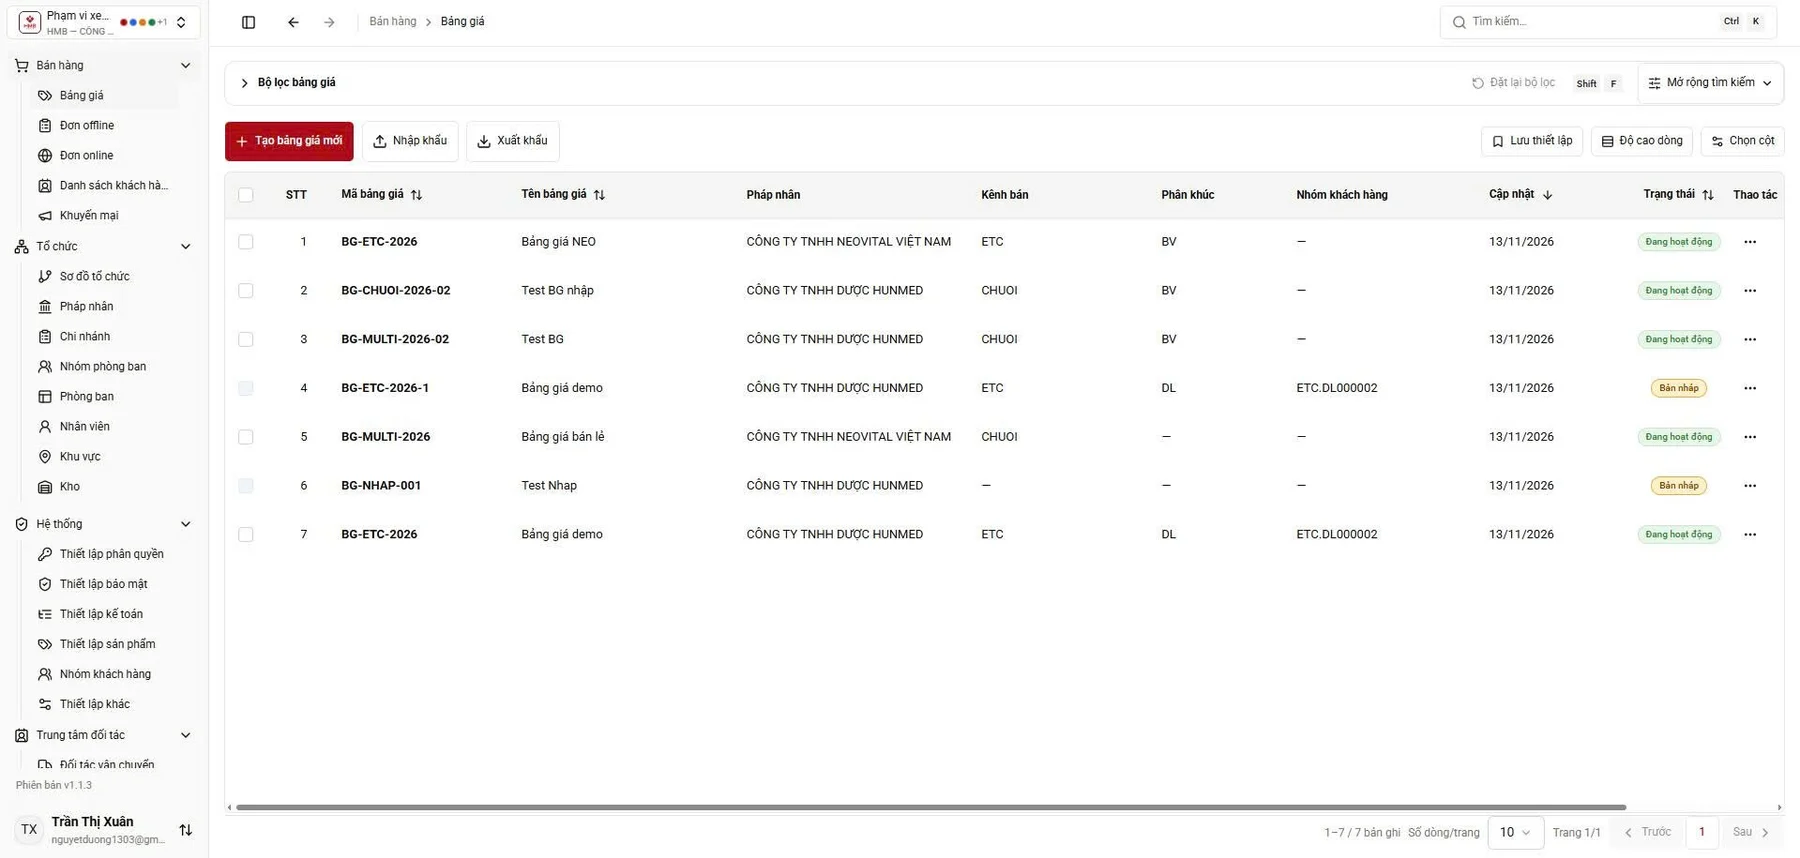 Phạm vi xe... +1
HMB — CÔNG ...
Bán hàng
Bảng giá
Đơn offline
Đơn online
Danh sách khách hà...
Khuyến mại
Tổ chức
Sơ đồ tổ chức
Pháp nhân
Chi nhánh
Nhóm phòng ban
Phòng ban
Nhân viên
Khu vực
Kho
Hệ thống
Thiết lập phân quyền
Thiết lập bảo mật
Thiết lập kế toán
Thiết lập sản phẩm
Nhóm khách hàng
Thiết lập khác
Trung tâm đối tác
Đối tác vận chuyển
Phiên bản v1.1.3
TX Trần Thị Xuân
nguyetduong1303@gm...
Bán hàng > Bảng giá
Tìm kiếm... Ctrl K
Bộ lọc bảng giá Đặt lại bộ lọc Shift F Mở rộng tìm kiếm
+ Tạo bảng giá mới Nhập khẩu Xuất khẩu Lưu thiết lập Độ cao dòng Chọn cột
STT Mã bảng giá Tên bảng giá Pháp nhân Kênh bán Phân khúc Nhóm khách hàng Cập nhật Trạng thái Thao tác
1 BG-ETC-2026 Bảng giá NEO CÔNG TY TNHH NEOVITAL VIỆT NAM ETC BV — 13/11/2026 Đang hoạt động ...
2 BG-CHUOI-2026-02 Test BG nhập CÔNG TY TNHH DƯỢC HUNMED CHUOI BV — 13/11/2026 Đang hoạt động ...
3 BG-MULTI-2026-02 Test BG CÔNG TY TNHH DƯỢC HUNMED CHUOI BV — 13/11/2026 Đang hoạt động ...
4 BG-ETC-2026-1 Bảng giá demo CÔNG TY TNHH DƯỢC HUNMED ETC DL ETC.DL000002 13/11/2026 Bản nháp ...
5 BG-MULTI-2026 Bảng giá bán lẻ CÔNG TY TNHH NEOVITAL VIỆT NAM CHUOI — — 13/11/2026 Đang hoạt động ...
6 BG-NHAP-001 Test Nhap CÔNG TY TNHH DƯỢC HUNMED — — — 13/11/2026 Bản nháp ...
7 BG-ETC-2026 Bảng giá demo CÔNG TY TNHH DƯỢC HUNMED ETC DL ETC.DL000002 13/11/2026 Đang hoạt động ...
1–7 / 7 bản ghi Số dòng/trang 10 Trang 1/1 Trước 1 Sau